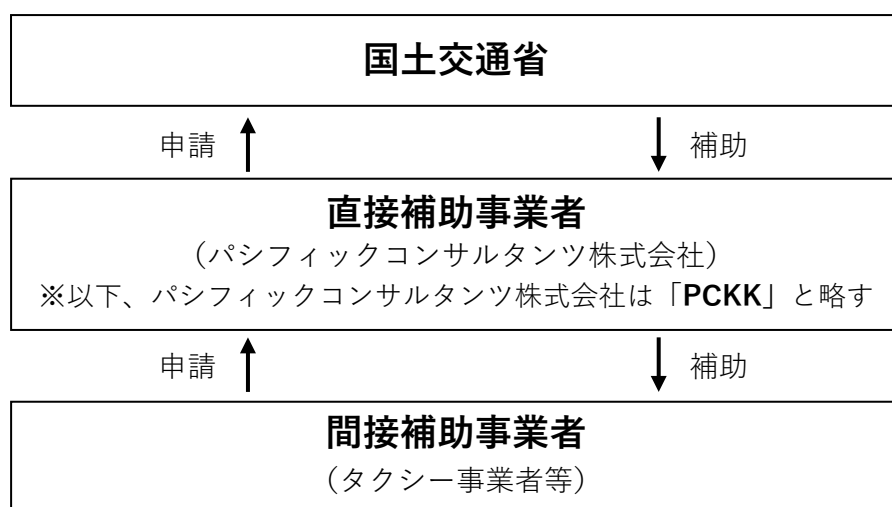 国土交通省
申請 補助
直接補助事業者
（パシフィックコンサルタンツ株式会社）
※以下、パシフィックコンサルタンツ株式会社は「PCKK」と略す
申請 補助
間接補助事業者
（タクシー事業者等）